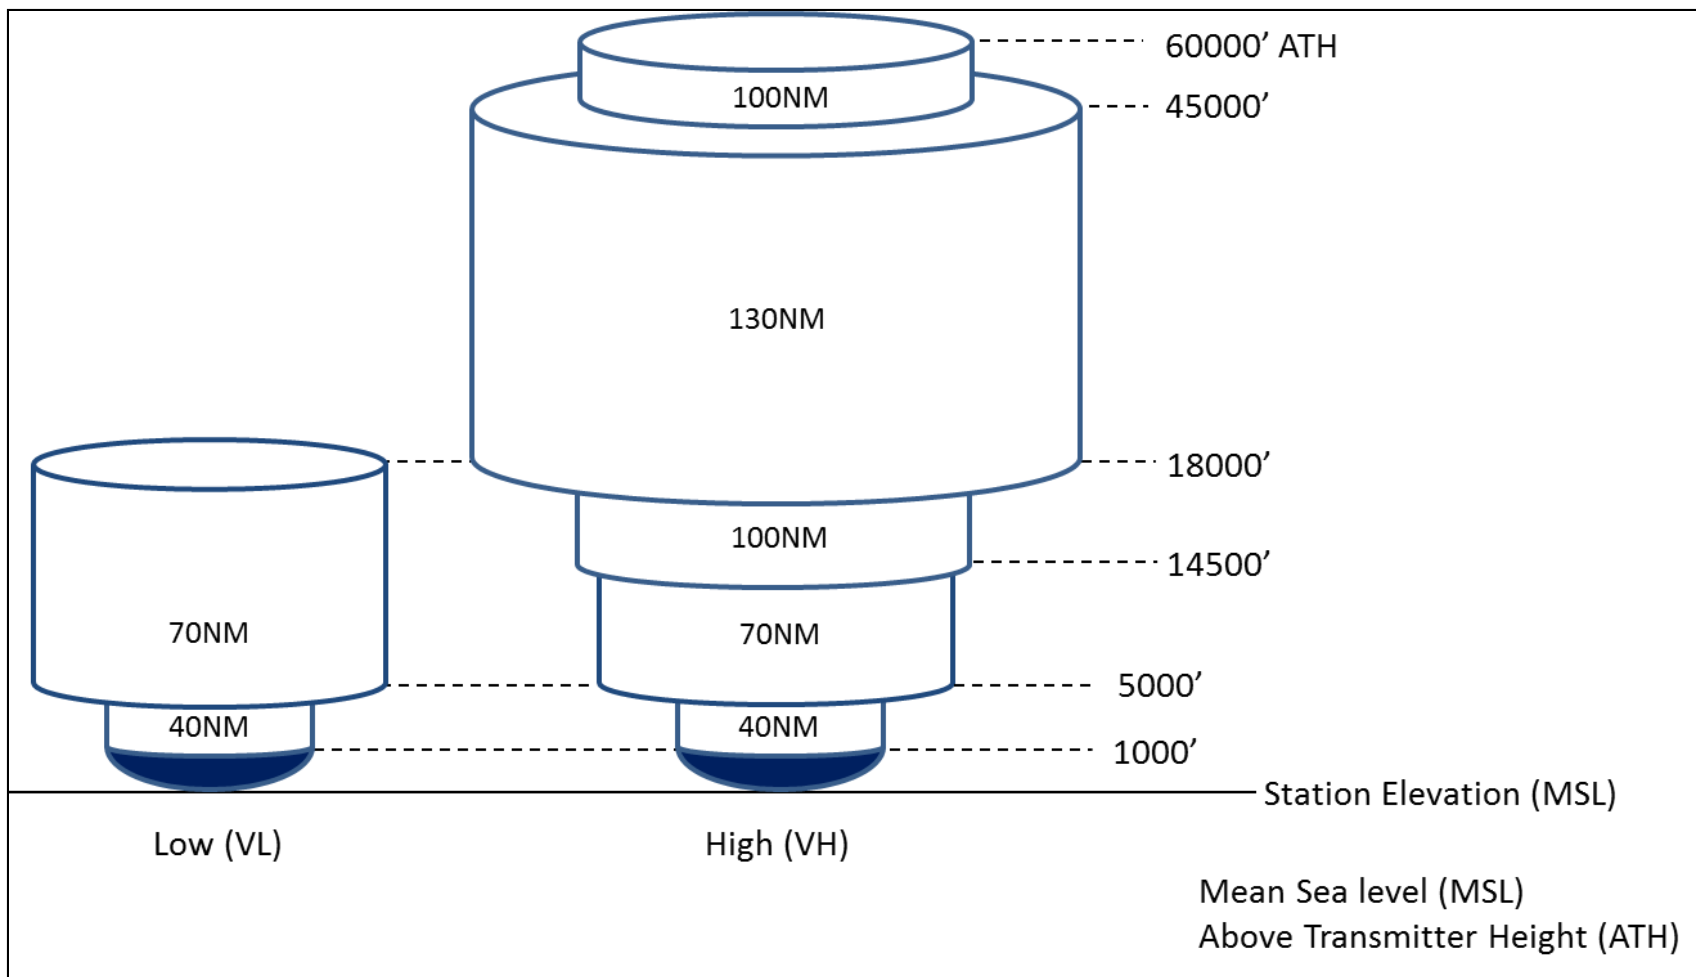 60000’ ATH
100NM
45000’
130NM
18000’
100NM
14500’
70NM
70NM
5000’
40NM
40NM
1000’
Station Elevation (MSL)
Low (VL)
High (VH)
Mean Sea level (MSL)
Above Transmitter Height (ATH)